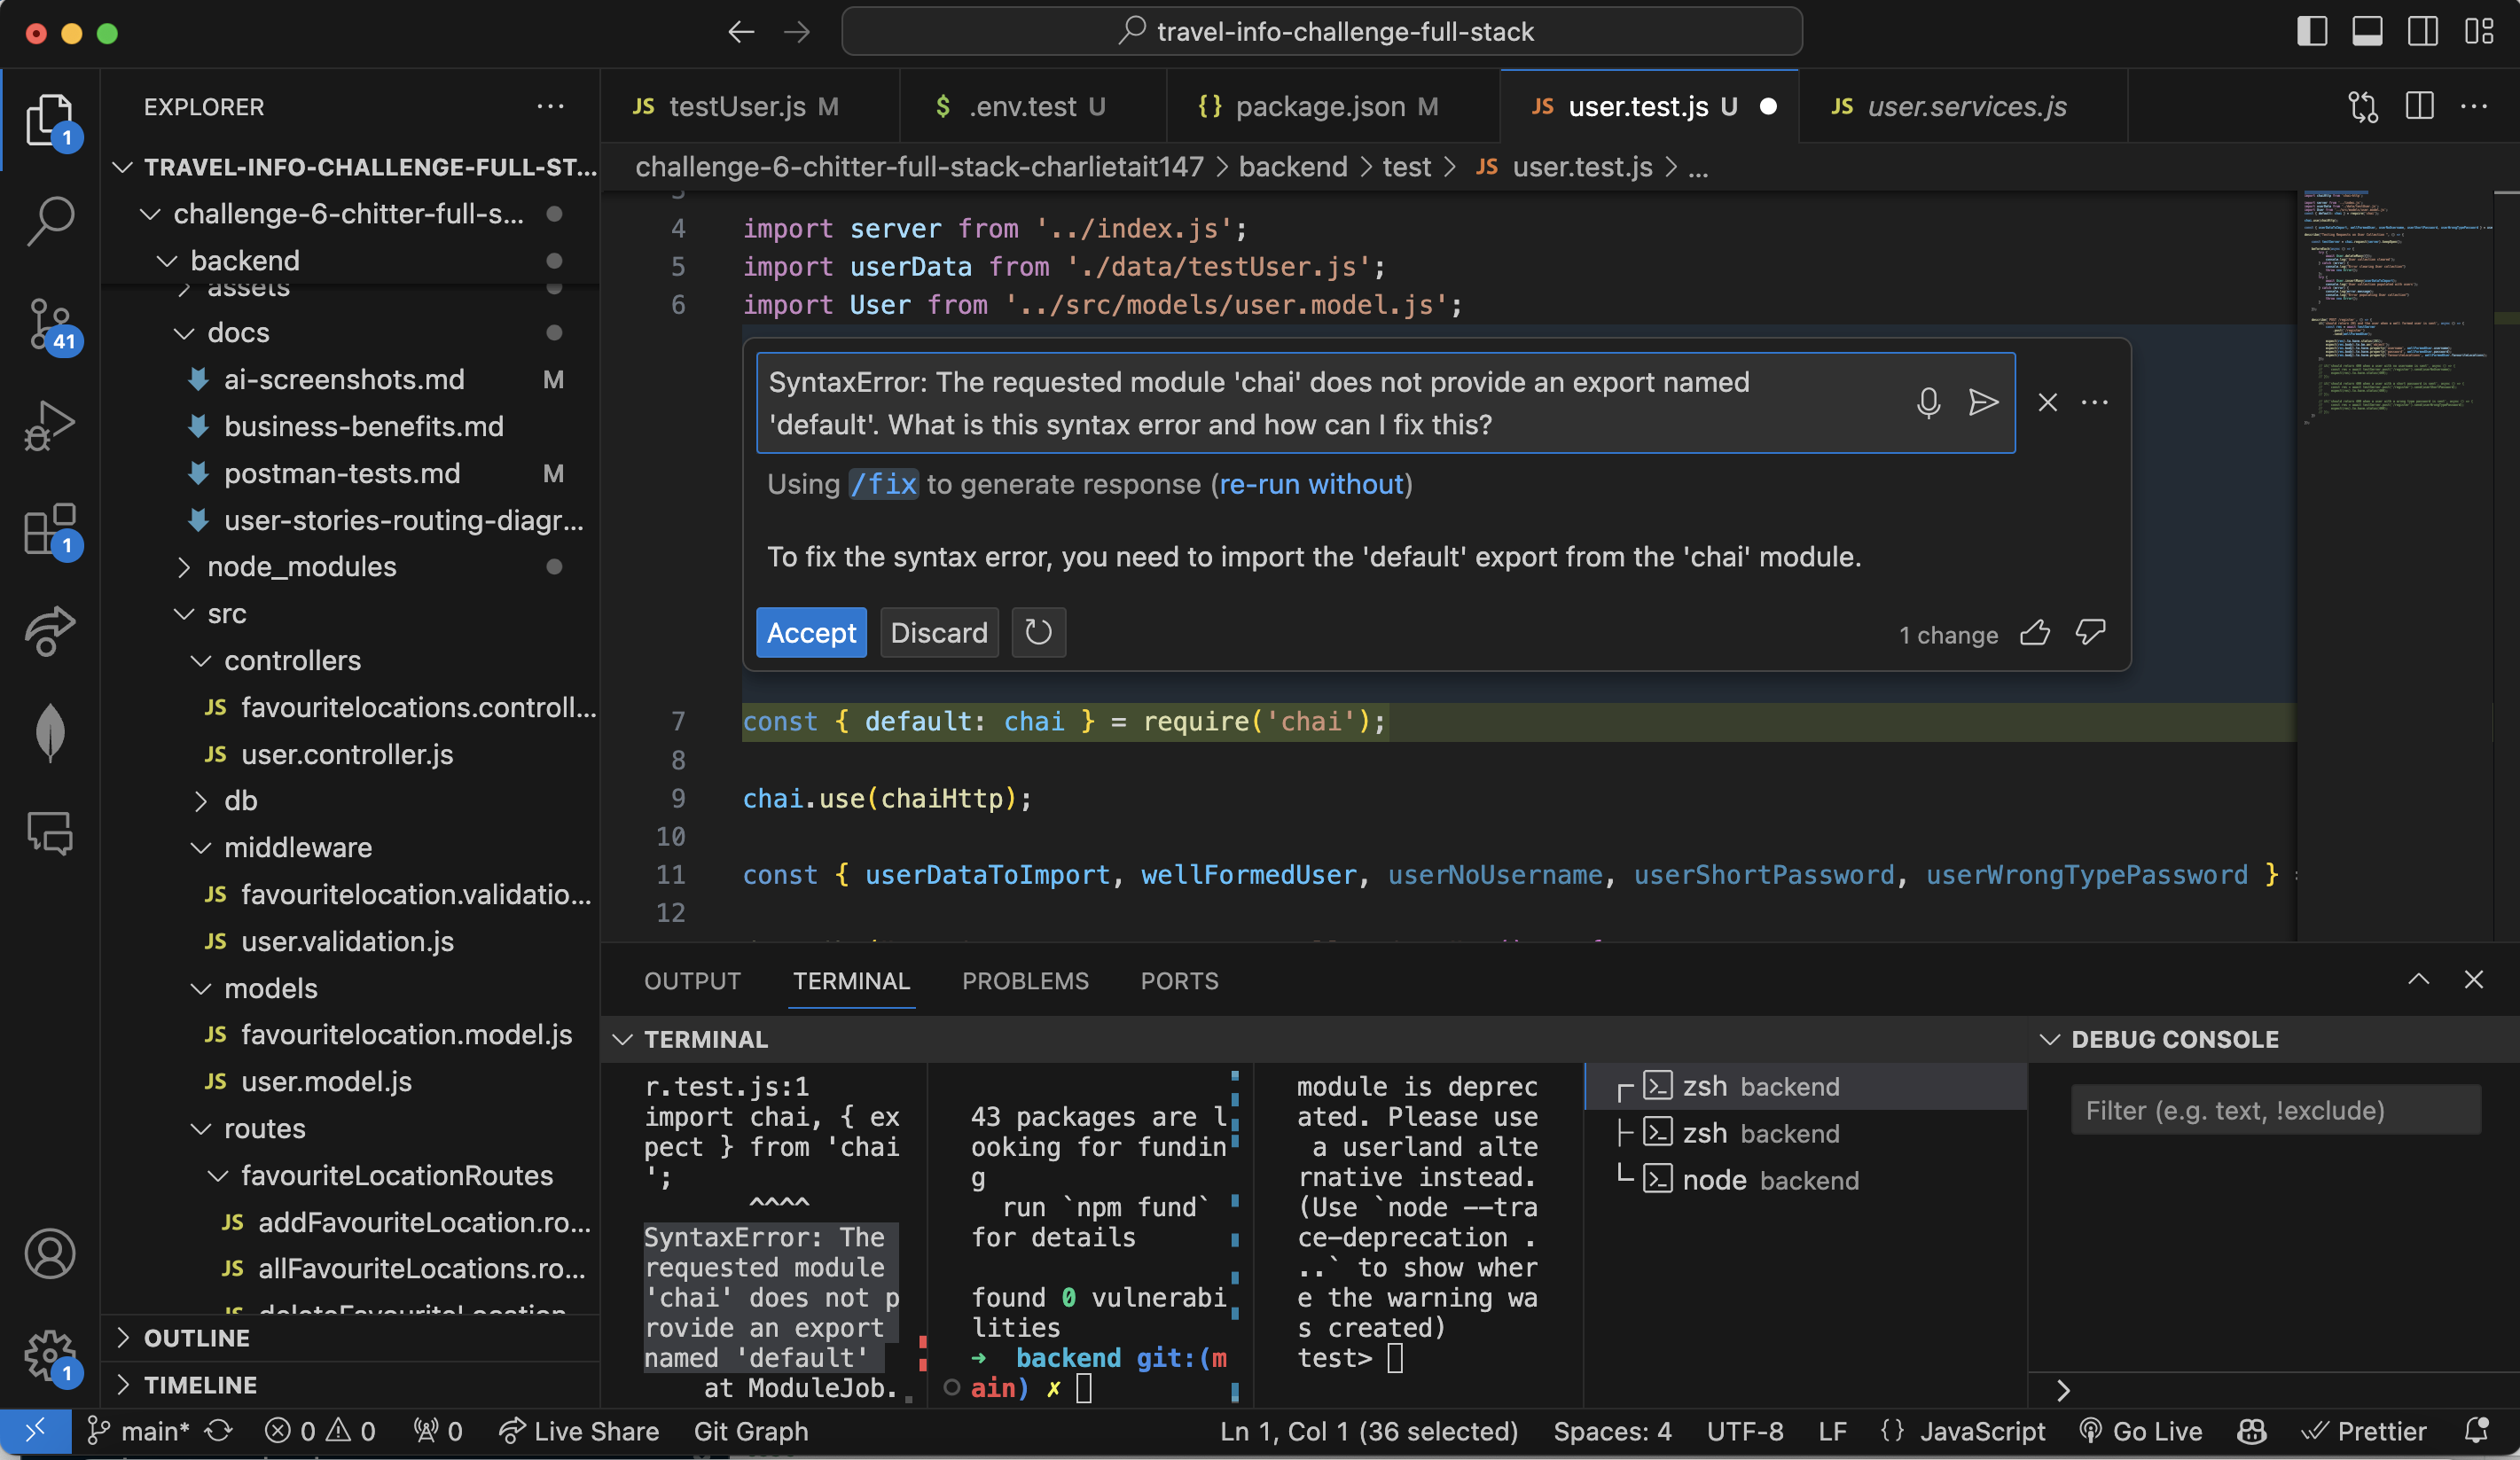 travel-info-challenge-full-stack
EXPLORER
TRAVEL-INFO-CHALLENGE-FULL-ST...
challenge-6-chitter-full-s...
backend
assets
docs
ai-screenshots.md M
business-benefits.md
postman-tests.md M
user-stories-routing-diagr...
node_modules
src
controllers
JS favouritelocations.controll...
JS user.controller.js
db
middleware
JS favouritelocation.validatio...
JS user.validation.js
models
JS favouritelocation.model.js
JS user.model.js
routes
favouriteLocationRoutes
JS addFavouriteLocation.ro...
JS allFavouriteLocations.ro...
JS deleteFavouriteLocation
OUTLINE
TIMELINE
1
41
1
1
JS testUser.js M
$ .env.test U
{} package.json M
JS user.test.js U
JS user.services.js
challenge-6-chitter-full-stack-charlietait147 > backend > test > JS user.test.js > ...
4 import server from '../index.js';
5 import userData from './data/testUser.js';
6 import User from '../src/models/user.model.js';
SyntaxError: The requested module 'chai' does not provide an export named
'default'. What is this syntax error and how can I fix this?
Using /fix to generate response (re-run without)
To fix the syntax error, you need to import the 'default' export from the 'chai' module.
Accept Discard
1 change
7 const { default: chai } = require('chai');
8
9 chai.use(chaiHttp);
10
11 const { userDataToImport, wellFormedUser, userNoUsername, userShortPassword, userWrongTypePassword }
12
OUTPUT TERMINAL PROBLEMS PORTS
TERMINAL
r.test.js:1
import chai, { ex
pect } from 'chai
';
^^^^
SyntaxError: The
requested module
'chai' does not p
rovide an export
named 'default'
at ModuleJob.
43 packages are l
ooking for fundin
g
run `npm fund`
for details
found 0 vulnerabi
lities
➜ backend git:(m
ain) ✗
module is deprec
ated. Please use
a userland alte
rnative instead.
(Use `node --tra
ce-deprecation .
..` to show wher
e the warning wa
s created)
test>
zsh backend
zsh backend
node backend
DEBUG CONSOLE
Filter (e.g. text, !exclude)
main* 0 0 0 Live Share Git Graph
Ln 1, Col 1 (36 selected) Spaces: 4 UTF-8 LF {} JavaScript Go Live Prettier